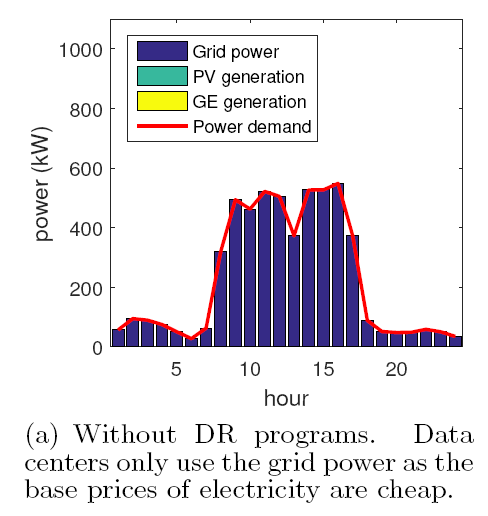 1000
800
600
400
200
0
power (kW)
Grid power
PV generation
GE generation
Power demand
5 10 15 20
hour
(a) Without DR programs. Data
centers only use the grid power as the
base prices of electricity are cheap.